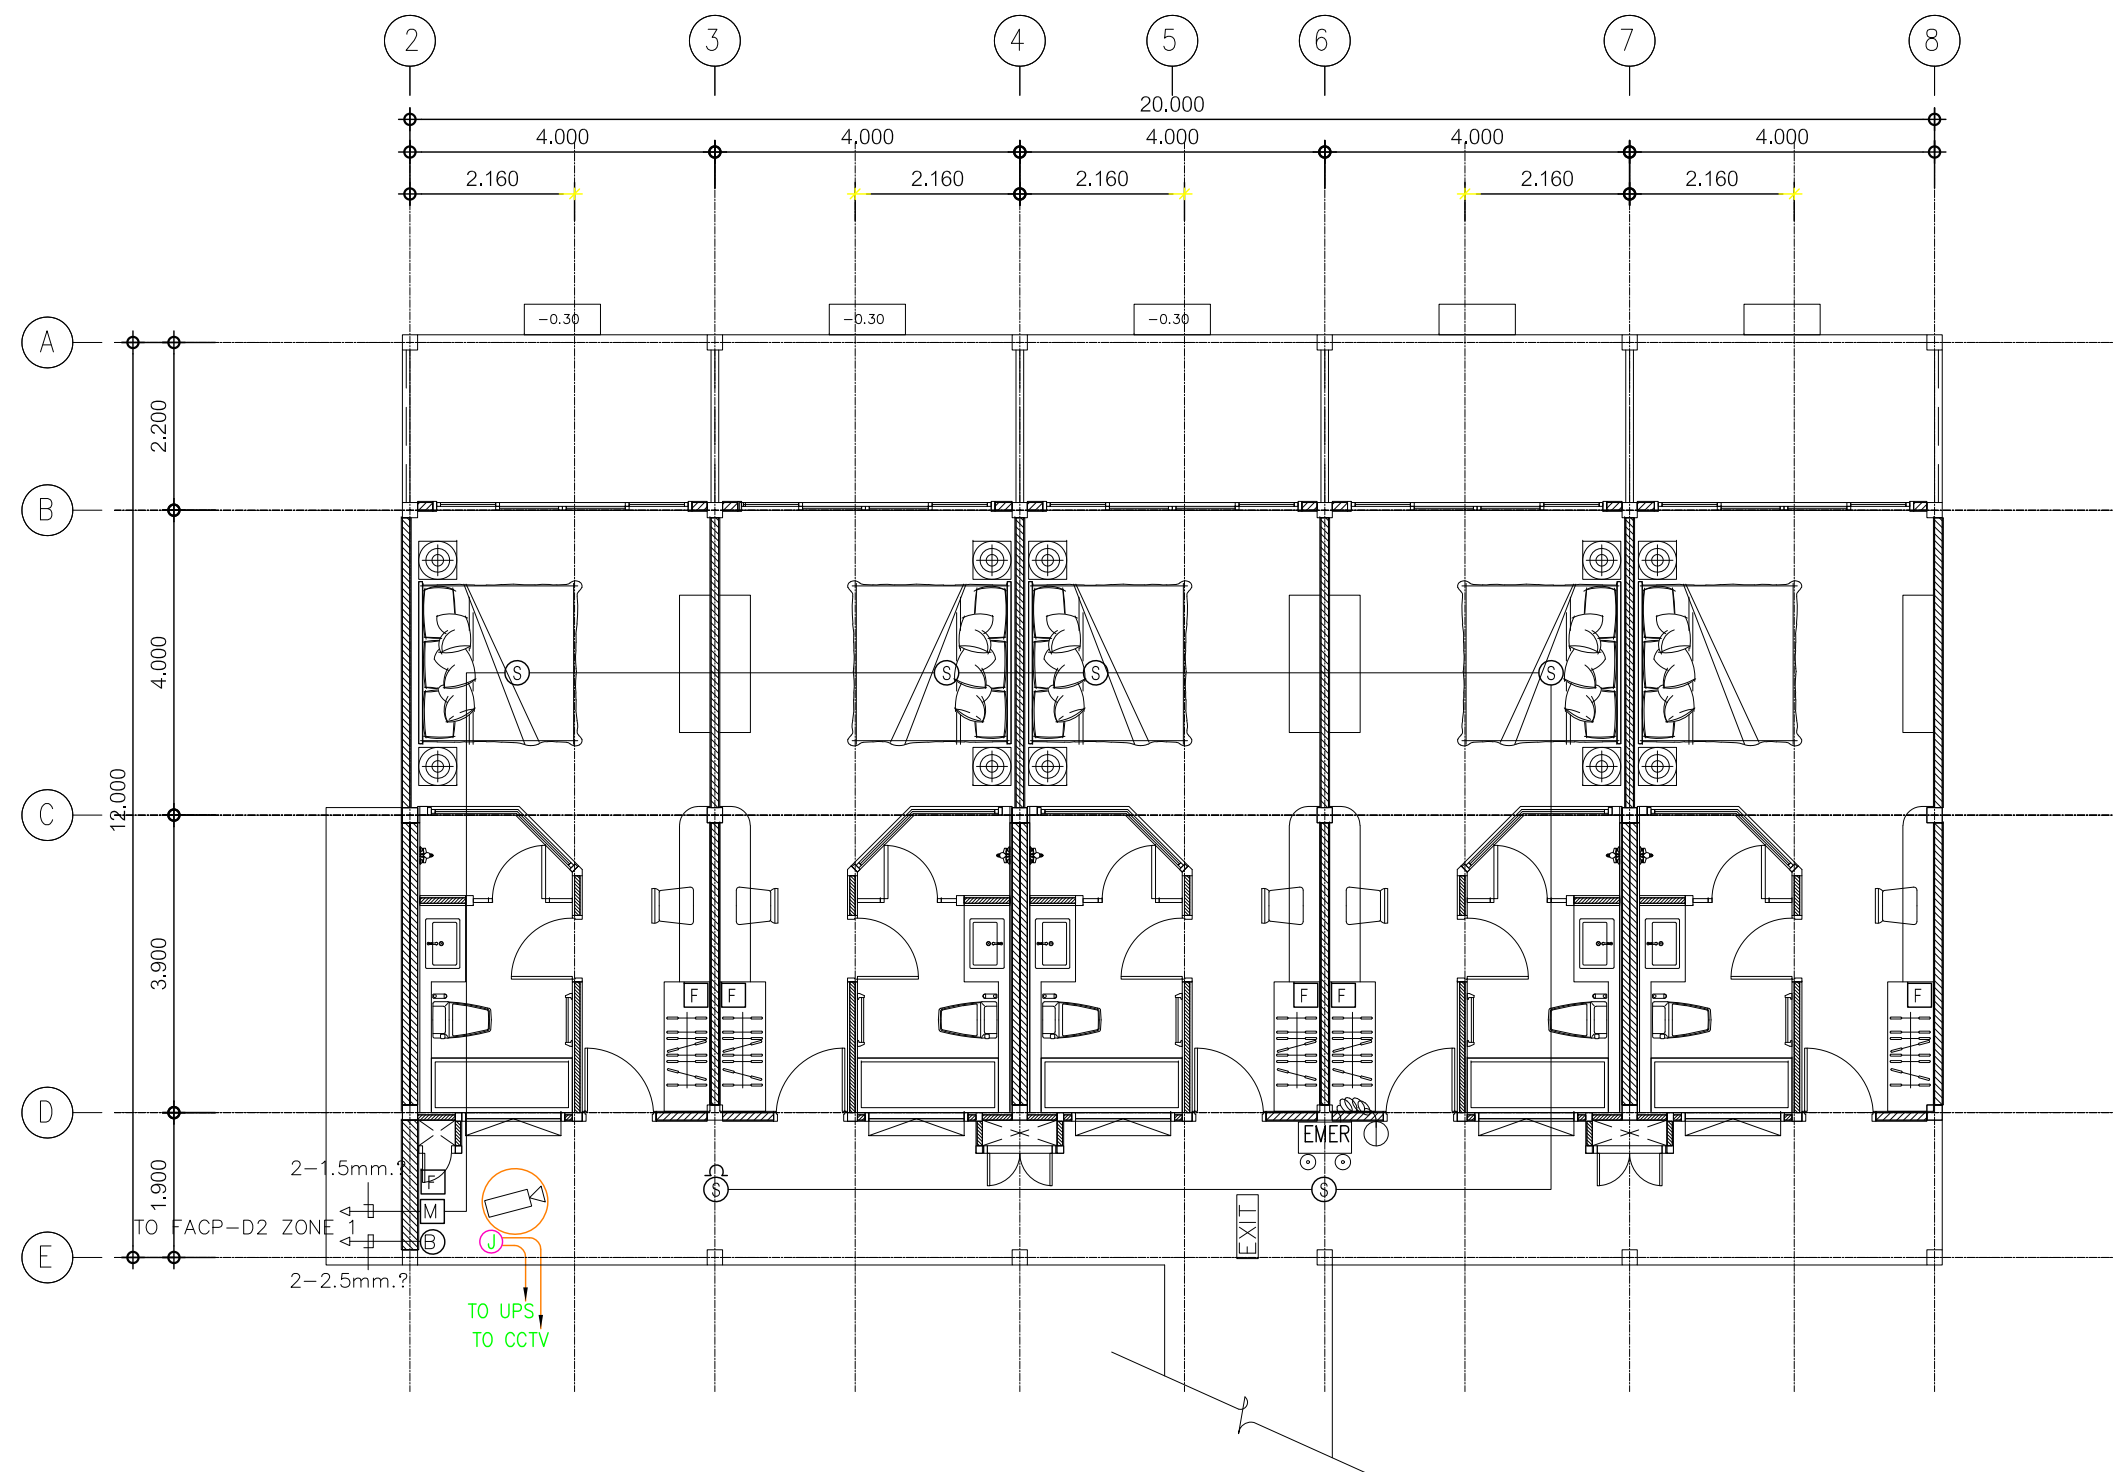 2 3 4 5 6 7 8
20.000
4.000 4.000 4.000 4.000 4.000
2.160 2.160 2.160 2.160 2.160
-0.30 -0.30 -0.30
A
2.200
B
S S S S
4.000
12.000
C
3.900
F F F F F
D
EMER
2-1.5mm.?
F
1.900
S S
M
EXIT
TO FACP-D2 ZONE 1
B J
E
2-2.5mm.?
TO UPS
TO CCTV